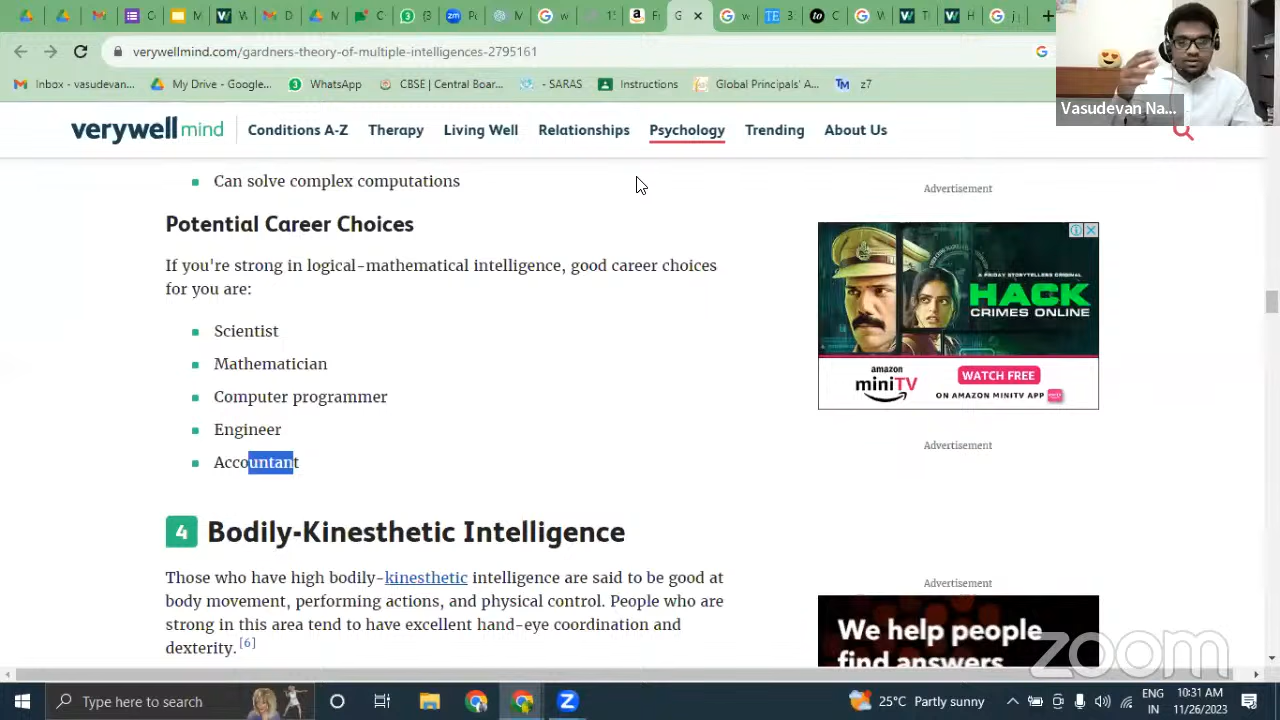 G
verywellmind.com/gardners-theory-of-multiple-intelligences-2795161
Inbox - vasudevan...
My Drive - Google...
WhatsApp
CBSE | Central Board...
- SARAS
Instructions
Global Principals' A...
z7
Vasudevan Na...
verywell mind
Conditions A-Z
Therapy
Living Well
Relationships
Psychology
Trending
About Us
Can solve complex computations
Potential Career Choices
If you're strong in logical-mathematical intelligence, good career choices
for you are:
Scientist
Mathematician
Computer programmer
Engineer
Accountant
4 Bodily-Kinesthetic Intelligence
Those who have high bodily-kinesthetic intelligence are said to be good at
body movement, performing actions, and physical control. People who are
strong in this area tend to have excellent hand-eye coordination and
dexterity. [6]
Advertisement
A FRIDAY STORYTELLERS ORIGINAL
HACK
CRIMES ONLINE
amazon
miniTV
WATCH FREE
ON AMAZON MINITV APP
Advertisement
Advertisement
We help people
find answers
zoom
Type here to search
25°C Partly sunny
ENG
IN
10:31 AM
11/26/2023